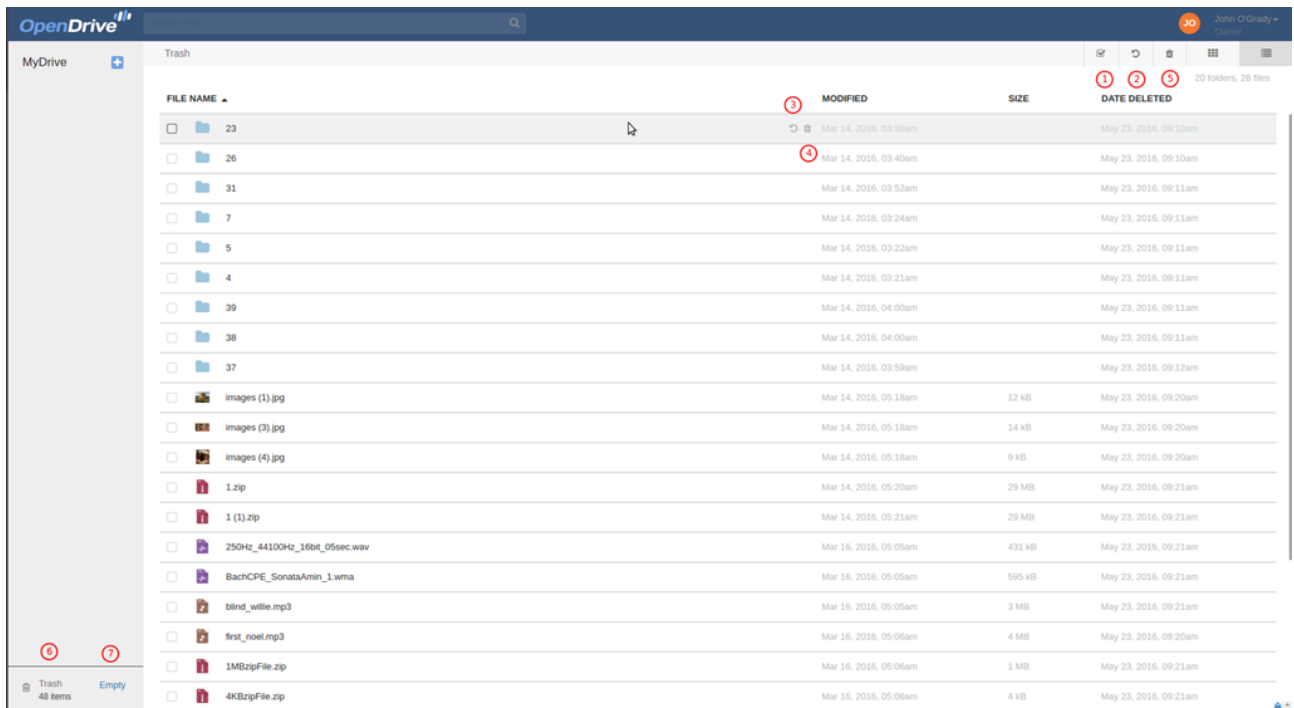 OpenDrive
JO John O'Grady
Owner
MyDrive
Trash
1 2 5 20 folders, 28 files
FILE NAME 3 MODIFIED SIZE DATE DELETED
23 Mar 14, 2016, 03:36am May 23, 2016, 09:10am
26 4 Mar 14, 2016, 03:40am May 23, 2016, 09:10am
31 Mar 14, 2016, 03:52am May 23, 2016, 09:11am
7 Mar 14, 2016, 03:24am May 23, 2016, 09:11am
5 Mar 14, 2016, 03:22am May 23, 2016, 09:11am
4 Mar 14, 2016, 03:21am May 23, 2016, 09:11am
39 Mar 14, 2016, 04:00am May 23, 2016, 09:11am
38 Mar 14, 2016, 04:00am May 23, 2016, 09:11am
37 Mar 14, 2016, 03:59am May 23, 2016, 09:12am
images (1).jpg Mar 14, 2016, 05:18am 12 kB May 23, 2016, 09:20am
images (3).jpg Mar 14, 2016, 05:18am 14 kB May 23, 2016, 09:20am
images (4).jpg Mar 14, 2016, 05:18am 9 kB May 23, 2016, 09:20am
1.zip Mar 14, 2016, 05:20am 29 MB May 23, 2016, 09:21am
1 (1).zip Mar 14, 2016, 05:21am 29 MB May 23, 2016, 09:21am
250Hz_44100Hz_16bit_05sec.wav Mar 16, 2016, 05:05am 431 kB May 23, 2016, 09:21am
BachCPE_SonataAmin_1.wma Mar 16, 2016, 05:05am 595 kB May 23, 2016, 09:21am
blind_willie.mp3 Mar 16, 2016, 05:05am 3 MB May 23, 2016, 09:21am
first_noel.mp3 Mar 16, 2016, 05:06am 4 MB May 23, 2016, 09:20am
1MBzipFile.zip Mar 16, 2016, 05:06am 1 MB May 23, 2016, 09:21am
4KBzipFile.zip Mar 16, 2016, 05:06am 4 kB May 23, 2016, 09:21am
6 7
Trash Empty
48 items